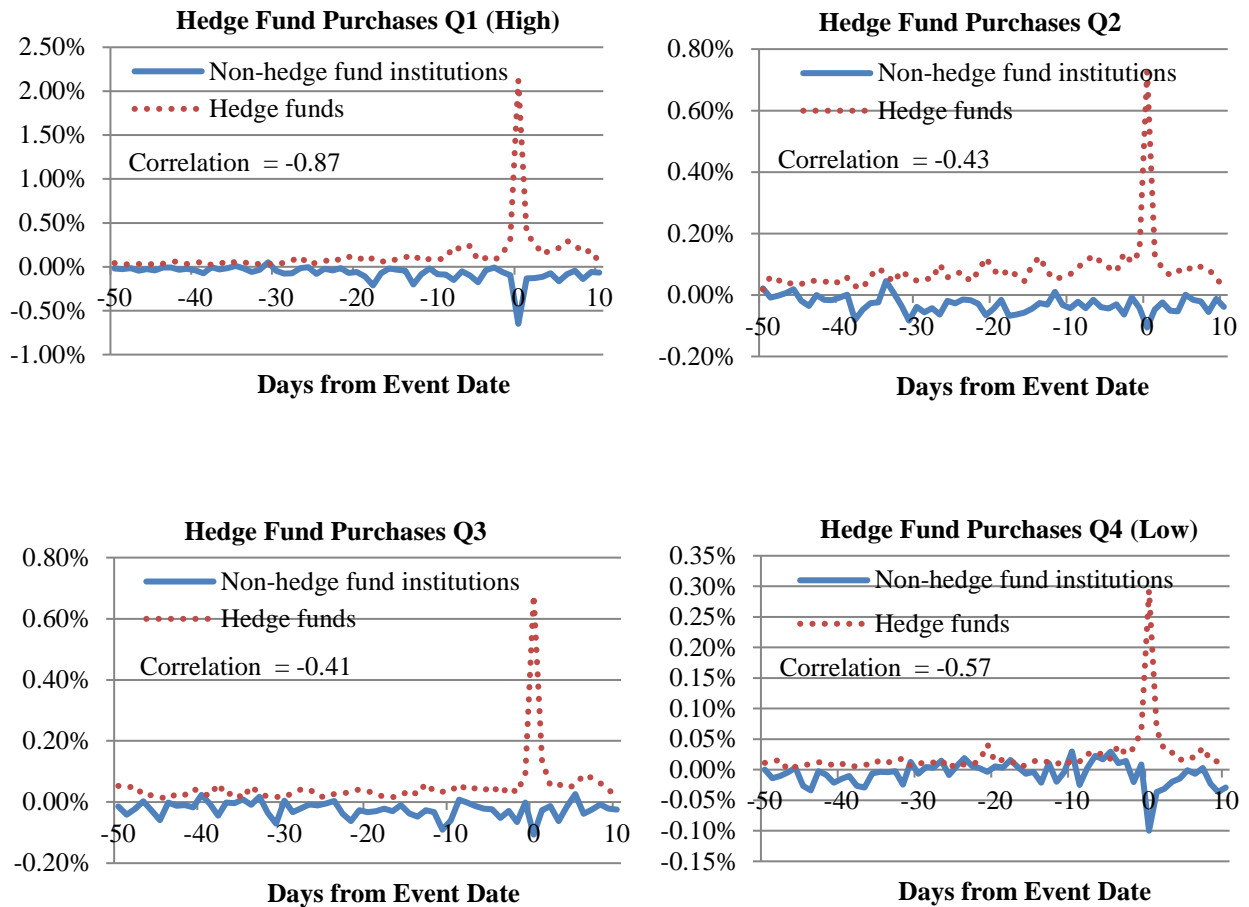 Hedge Fund Purchases Q1 (High)
2.50%
2.00%
1.50%
1.00%
0.50%
0.00%
-0.50%
-1.00%
Non-hedge fund institutions
Hedge funds
Correlation = -0.87
-50 -40 -30 -20 -10 0 10
Days from Event Date
Hedge Fund Purchases Q2
0.80%
0.60%
0.40%
0.20%
0.00%
-0.20%
Non-hedge fund institutions
Hedge funds
Correlation = -0.43
-50 -40 -30 -20 -10 0 10
Days from Event Date
Hedge Fund Purchases Q3
0.80%
0.60%
0.40%
0.20%
0.00%
-0.20%
Non-hedge fund institutions
Hedge funds
Correlation = -0.41
-50 -40 -30 -20 -10 0 10
Days from Event Date
Hedge Fund Purchases Q4 (Low)
0.35%
0.30%
0.25%
0.20%
0.15%
0.10%
0.05%
0.00%
-0.05%
-0.10%
-0.15%
Non-hedge fund institutions
Hedge funds
Correlation = -0.57
-50 -40 -30 -20 -10 0 10
Days from Event Date